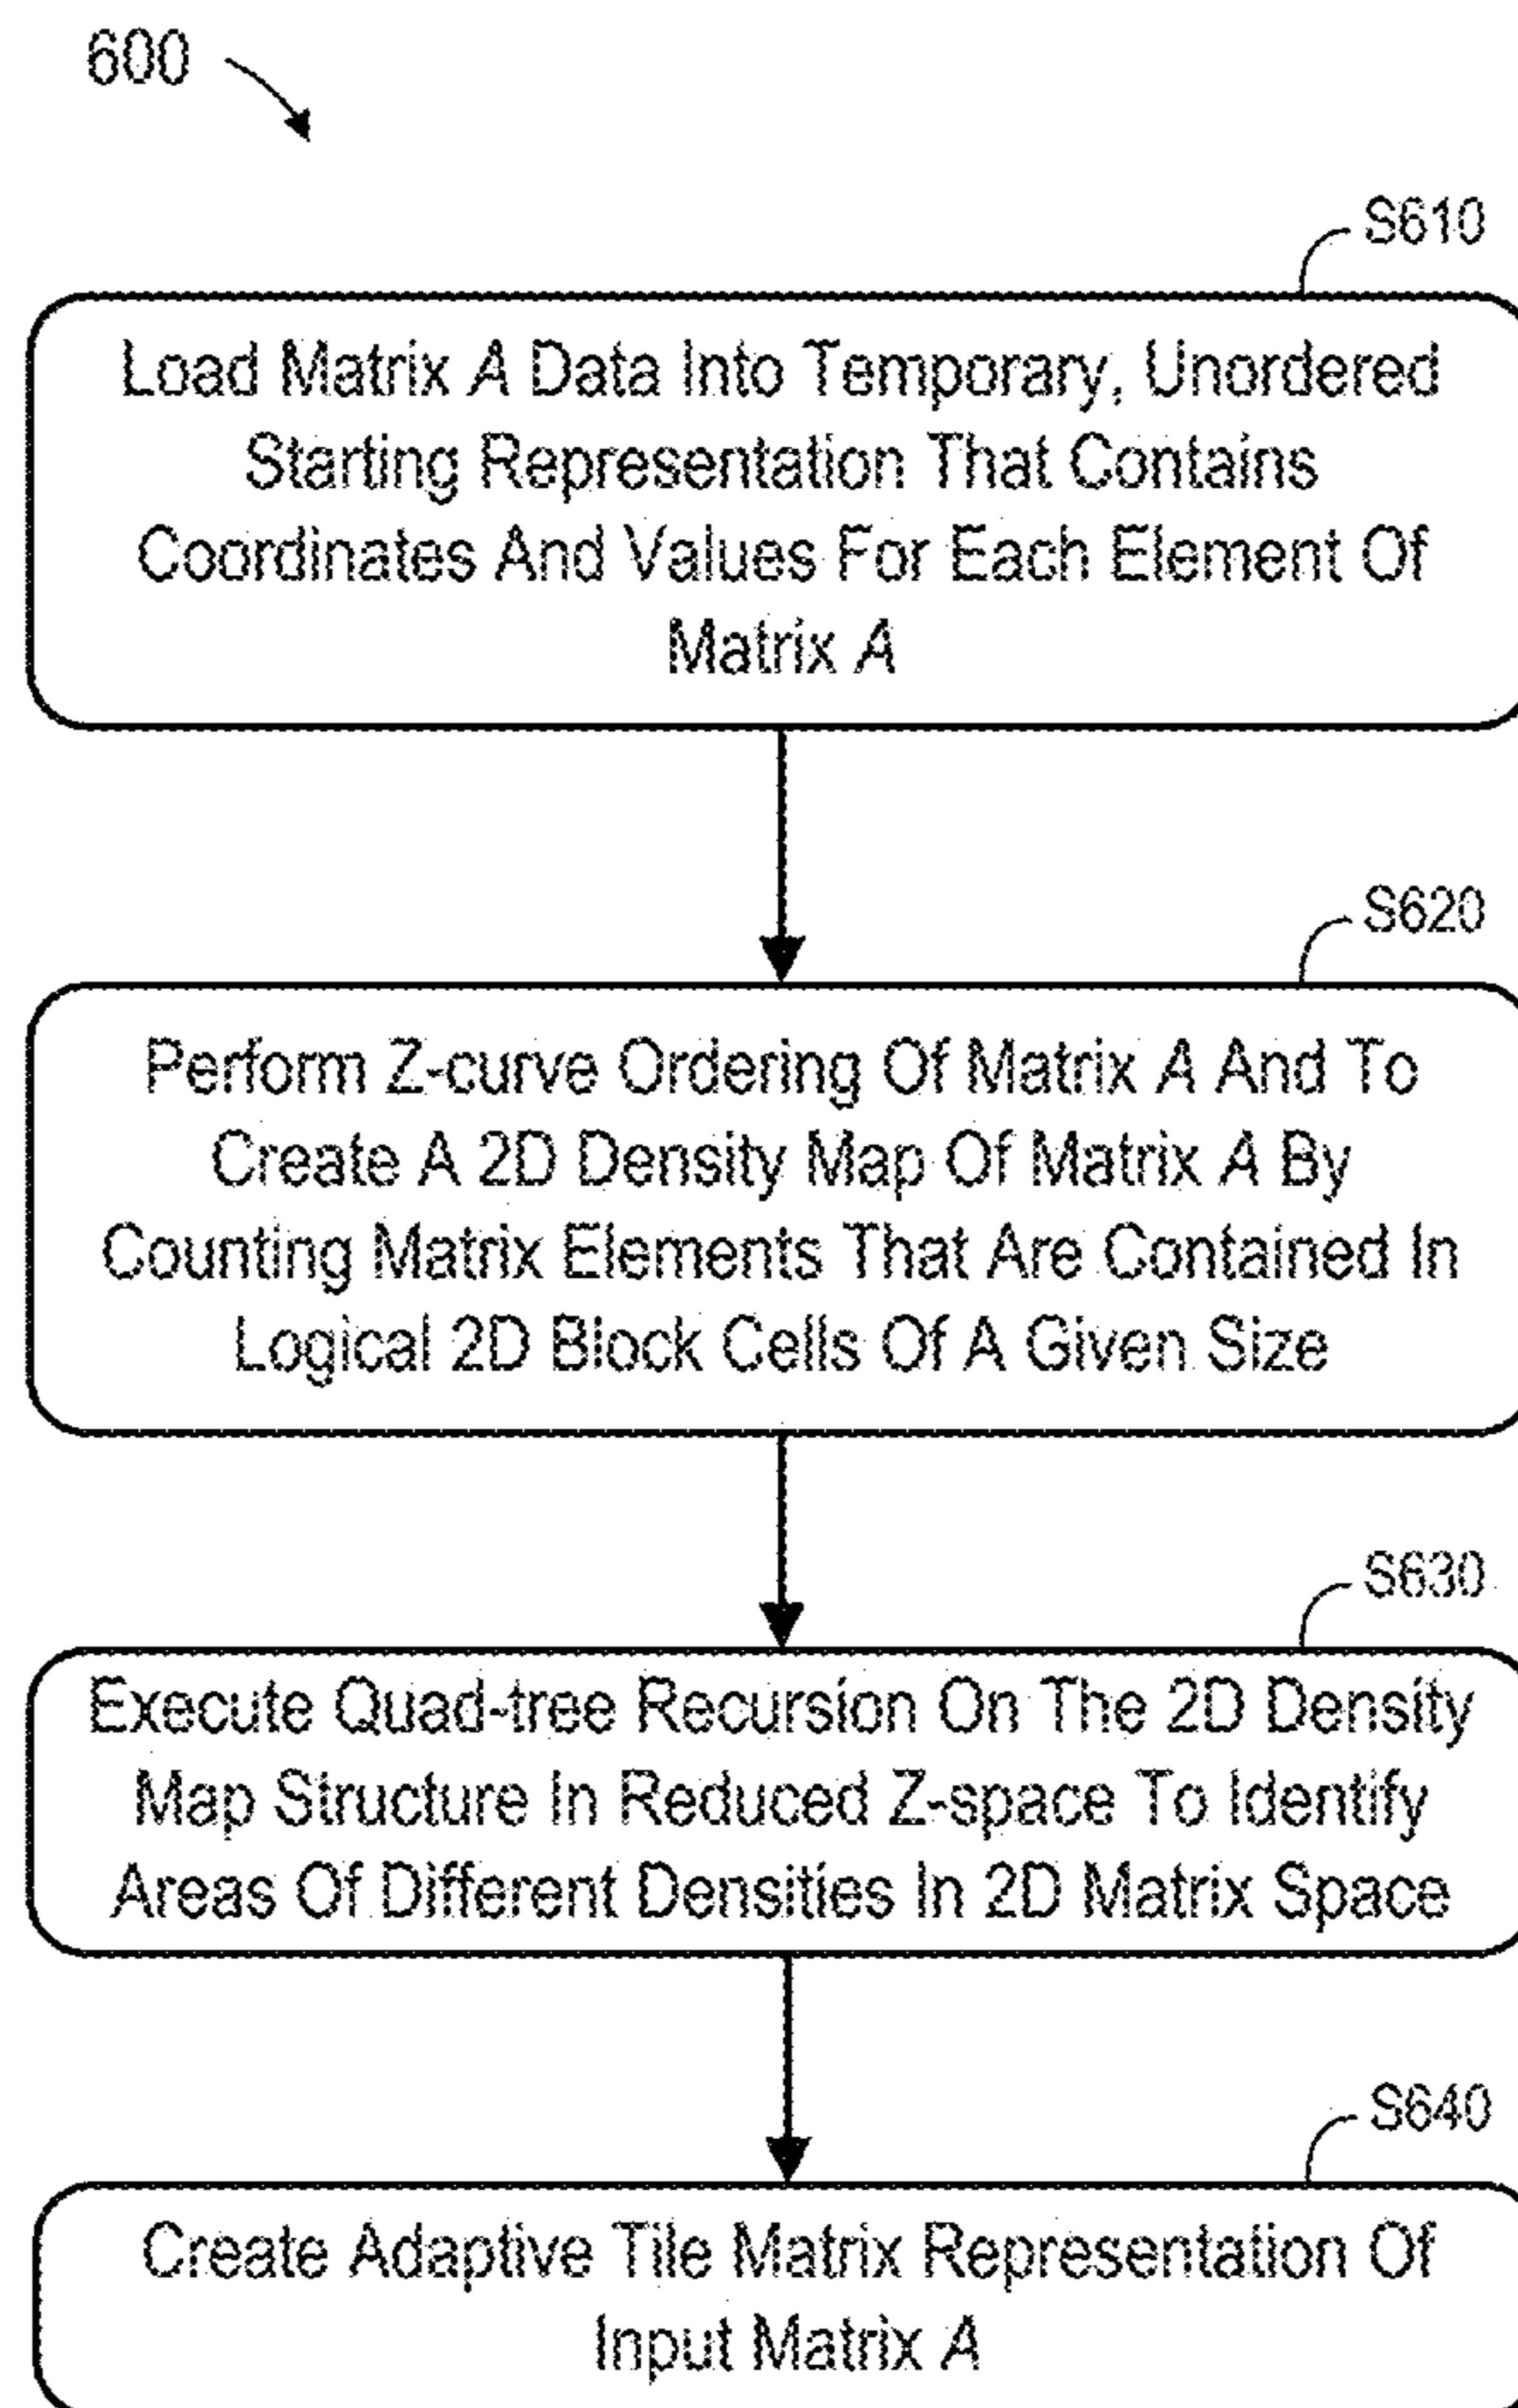 600
S610
Load Matrix A Data Into Temporary, Unordered
Starting Representation That Contains
Coordinates And Values For Each Element Of
Matrix A
S620
Perform Z-curve Ordering Of Matrix A And To
Create A 2D Density Map Of Matrix A By
Counting Matrix Elements That Are Contained In
Logical 2D Block Cells Of A Given Size
S630
Execute Quad-tree Recursion On The 2D Density
Map Structure In Reduced Z-space To Identify
Areas Of Different Densities In 2D Matrix Space
S640
Create Adaptive Tile Matrix Representation Of
Input Matrix A